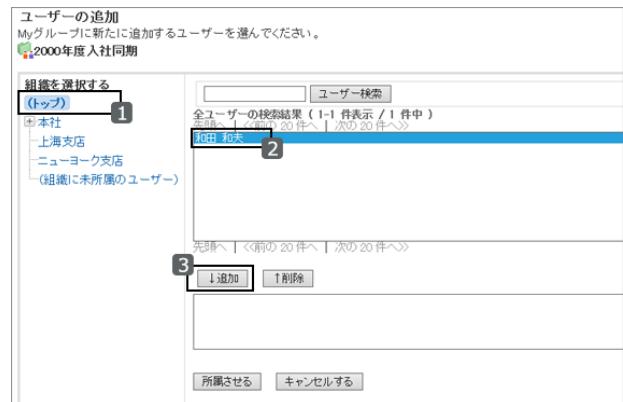 ユーザーの追加
Myグループに新たに追加するユーザーを選んでください。
2000年度入社同期
組織を選択する
(トップ)
1
本社
上海支店
ニューヨーク支店
(組織に未所属のユーザー)
ユーザー検索
全ユーザーの検索結果 ( 1-1 件表示 / 1 件中 )
先頭へ | <<前の 20 件へ | 次の 20 件へ>>
和田 和夫
2
先頭へ | <<前の 20 件へ | 次の 20 件へ>>
3
↓追加 ↑削除
所属させる キャンセルする